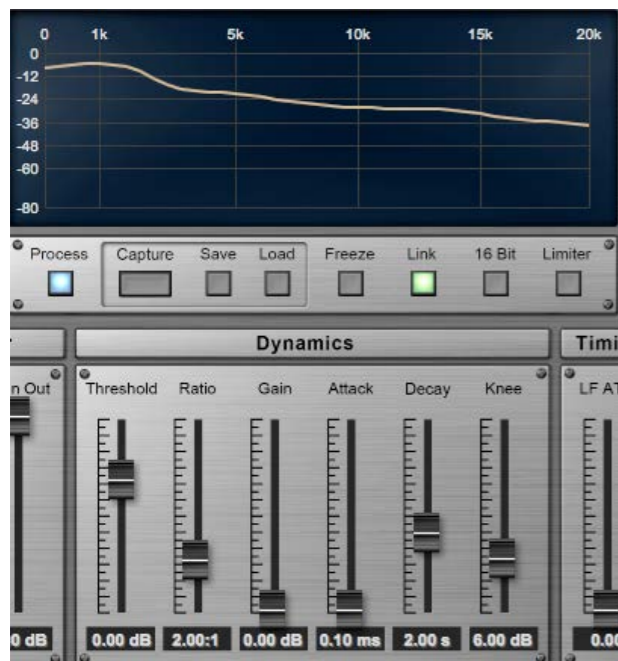 0 1k 5k 10k 15k 20k
0
-12
-24
-36
-48
-60
-80
Process Capture Save Load Freeze Link 16 Bit Limiter
Dynamics Timi
n Out Threshold Ratio Gain Attack Decay Knee LF AT
0 dB 0.00 dB 2.00:1 0.00 dB 0.10 ms 2.00 s 6.00 dB 0.00